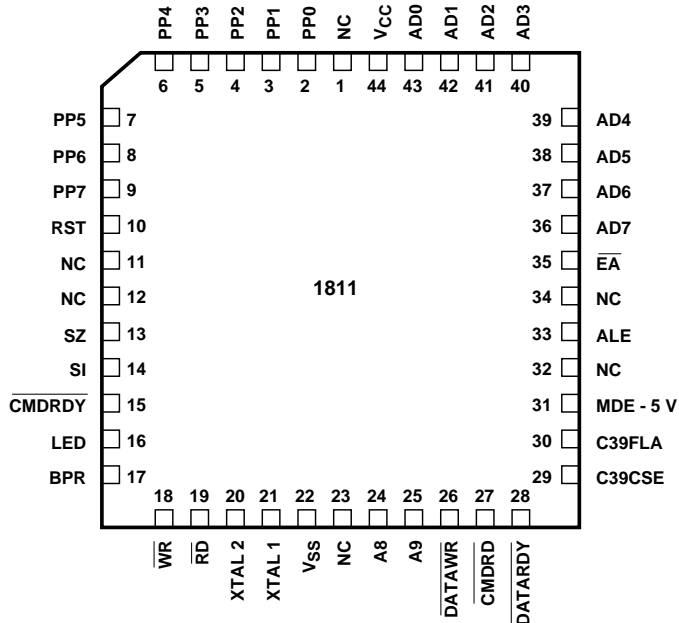 PP4 PP3 PP2 PP1 PP0 NC VCC AD0 AD1 AD2 AD3
6 5 4 3 2 1 44 43 42 41 40
PP5 7 39 AD4
PP6 8 38 AD5
PP7 9 37 AD6
RST 10 36 AD7
NC 11 35 EA
NC 12 1811 34 NC
SZ 13 33 ALE
SI 14 32 NC
CMDRDY 15 31 MDE - 5 V
LED 16 30 C39FLA
BPR 17 29 C39CSE
18 19 20 21 22 23 24 25 26 27 28
WR RD XTAL 2 XTAL 1 VSS NC A8 A9 DATAWR CMDRD DATARDY